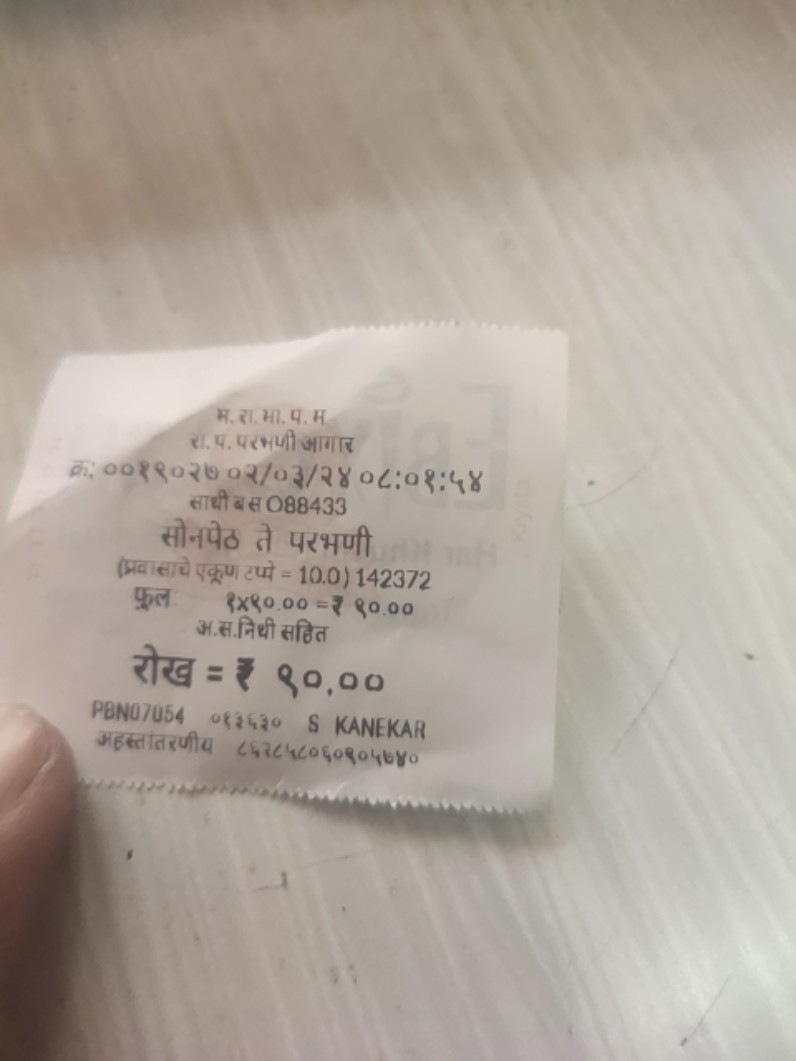 म. रा. मा. प. म
रा. प. परभणी आगार
क्र: ००११०२७ ०२/०३/२४ ०८:०१:५४
साधी बस O88433
सोनपेठ ते परभणी
(प्रवासाचे एकूण टप्पे = 10.0) 142372
फूल १x९०.०० = ₹ ९०.००
अ.स.निधी सहित
रोख = ₹ ९०.००
PBN07054 ०१३६३० S KANEKAR
अहस्तांतरणीय ८६२८५८०६०१०५७४०